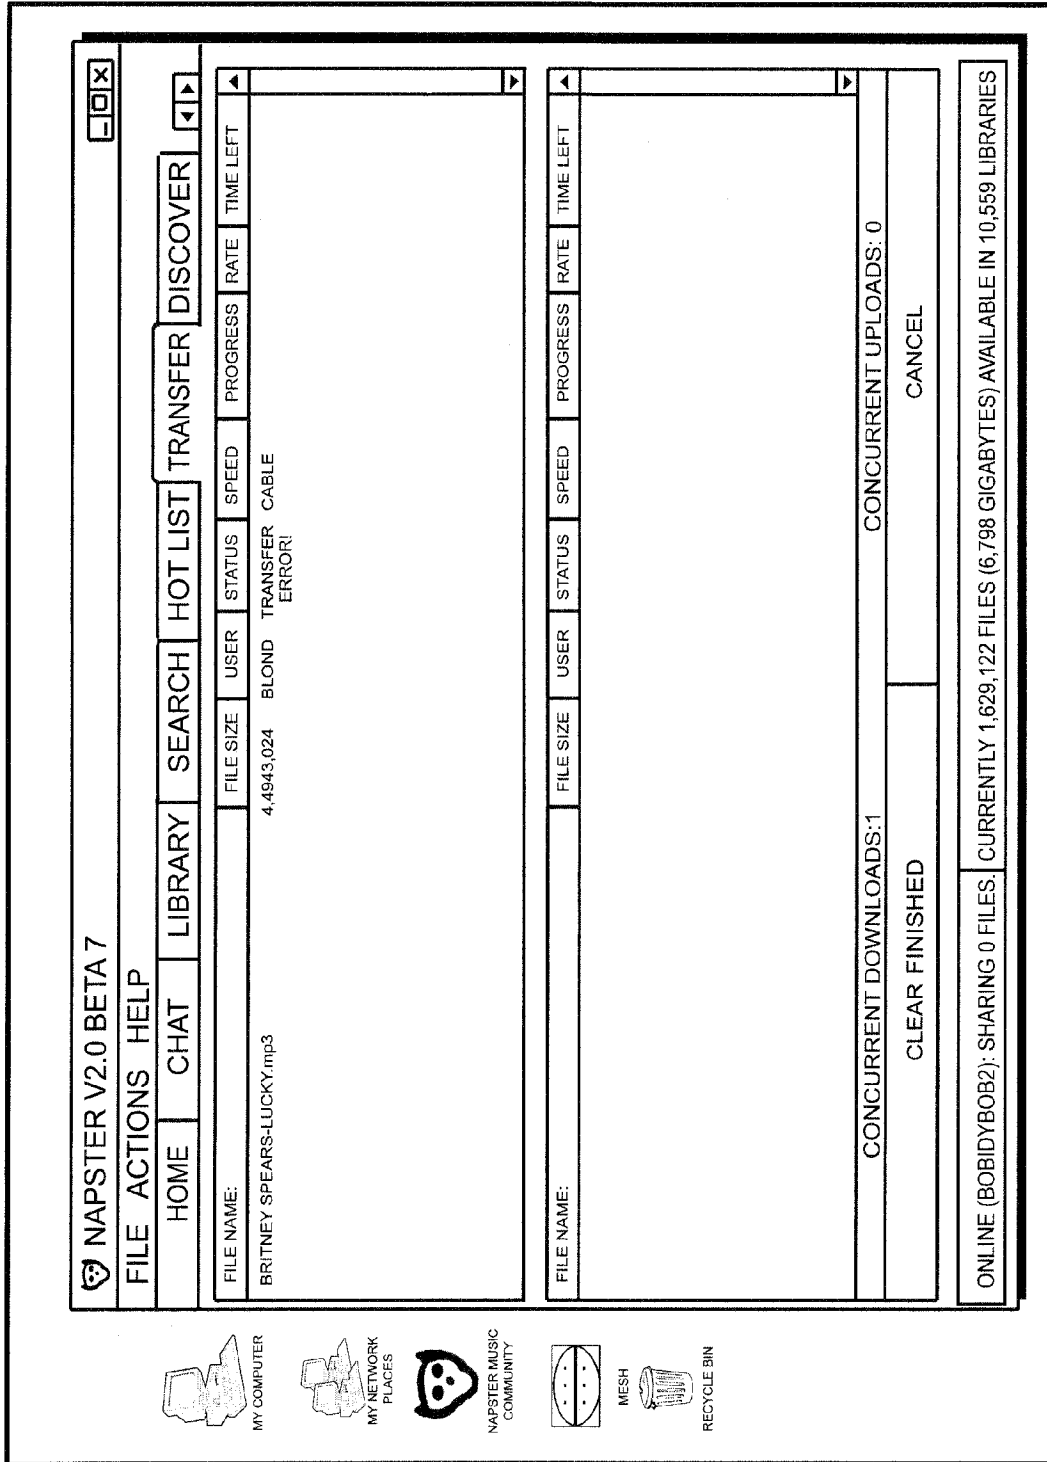 NAPSTER V2.0 BETA 7
FILE ACTIONS HELP
HOME CHAT LIBRARY SEARCH HOT LIST TRANSFER DISCOVER
FILE NAME: FILE SIZE USER STATUS SPEED PROGRESS RATE TIME LEFT
BRITNEY SPEARS-LUCKY.mp3 4,4943,024 BLOND TRANSFER CABLE
ERROR!
FILE NAME: FILE SIZE USER STATUS SPEED PROGRESS RATE TIME LEFT
CONCURRENT DOWNLOADS:1 CONCURRENT UPLOADS: 0
CLEAR FINISHED CANCEL
ONLINE (BOBIDYBOB2): SHARING 0 FILES. CURRENTLY 1,629,122 FILES (6,798 GIGABYTES) AVAILABLE IN 10,559 LIBRARIES
MY COMPUTER
MY NETWORK
PLACES
NAPSTER MUSIC
COMMUNITY
MESH
RECYCLE BIN